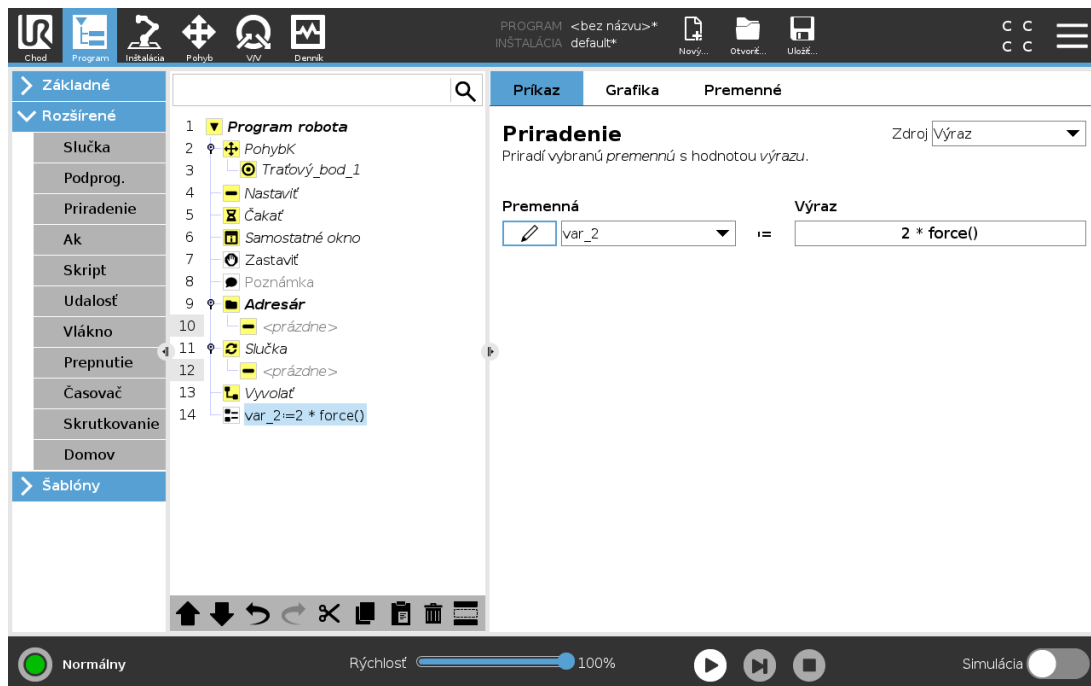 PROGRAM <bez názvu>*
INŠTALÁCIA default*
C C
C C
Chod
Program
Inštalácia
Pohyb
V/V
Dennik
Nový...
Otvoriť...
Uložiť...
Základné
Rozšírené
Slučka
Podprog.
Priradenie
Ak
Skript
Udalosť
Vlákno
Prepnutie
Časovač
Skrutkovanie
Domov
Šablóny
1 Program robota
2 PohybK
3 Traťový_bod_1
4 Nastaviť
5 Čakať
6 Samostatné okno
7 Zastaviť
8 Poznámka
9 Adresár
10 <prázdne>
11 Slučka
12 <prázdne>
13 Vyvolať
14 var_2:=2 * force()
Príkaz Grafika Premenné
Priradenie
Zdroj Výraz
Priradí vybranú premennú s hodnotou výrazu.
Premenná Výraz
var_2 := 2 * force()
Normálny
Rýchlosť 100%
Simulácia